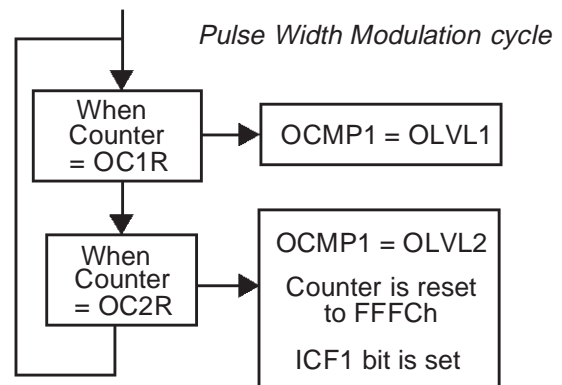 Pulse Width Modulation cycle
When
Counter
= OC1R
OCMP1 = OLVL1
When
Counter
= OC2R
OCMP1 = OLVL2
Counter is reset
to FFFCh
ICF1 bit is set